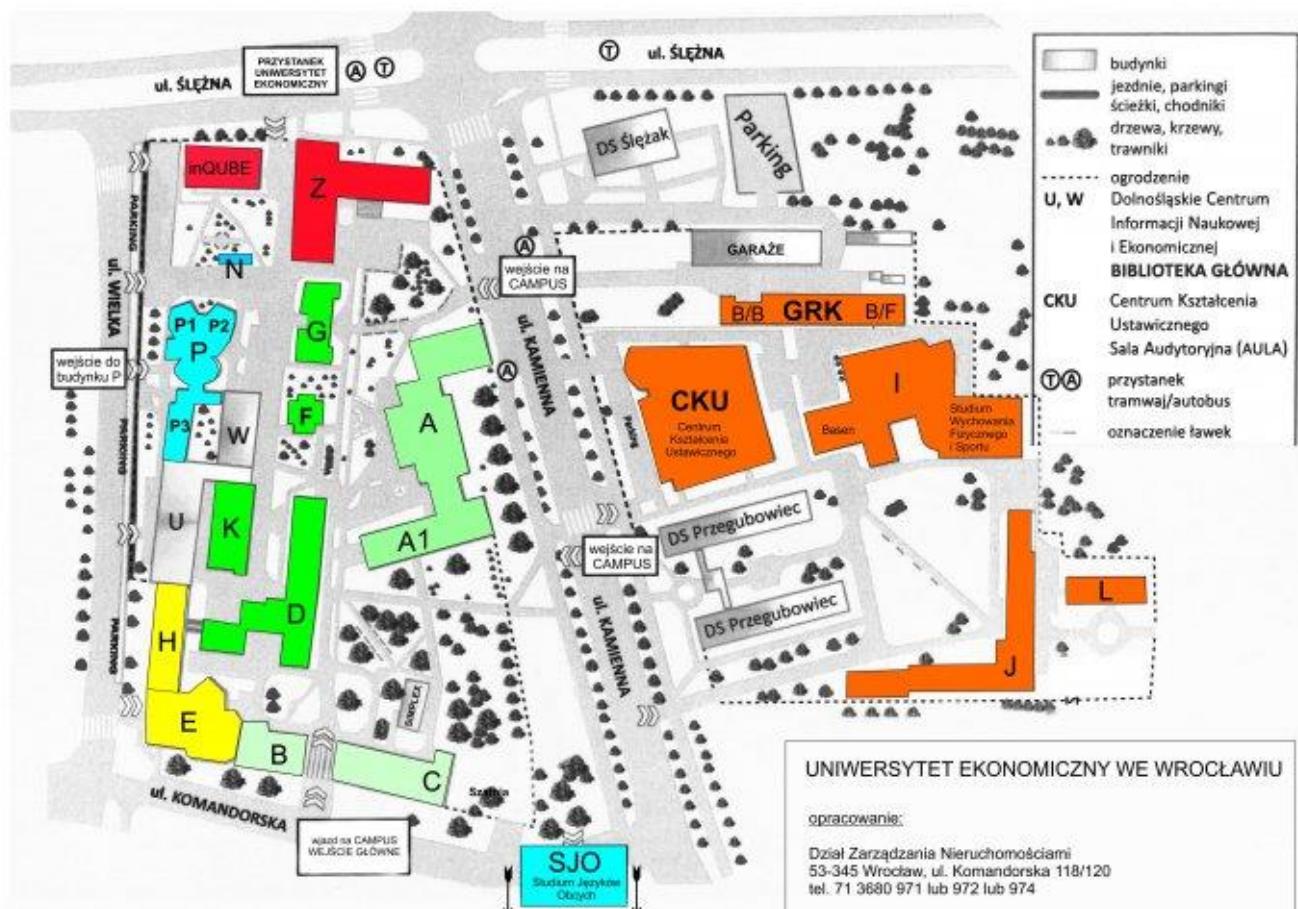 ul. ŚLĘŻNA
PRZYSTANEK
UNIWERSYTET
EKONOMICZNY
A
T
T
ul. ŚLĘŻNA
inQUBE
Z
DS Ślężak
Parking
PARKING
N
ul. WIELKA
A
wejście na
CAMPUS
GARAŻE
B/B
GRK
B/F
P1
P2
P
G
wejście do
budynku P
A
ul. KAMIENNA
F
A
P3
W
PARKING
CKU
Centrum
Kształcenia
Ustawicznego
Parking
I
Basen
Studium
Wychowania
Fizycznego
i Sportu
U
K
A1
wejście na
CAMPUS
DS Przegubowiec
DS Przegubowiec
D
H
PARKING
ul. KAMIENNA
L
J
SIMPLEX
E
B
C
Szatnia
ul. KOMANDORSKA
wjazd na CAMPUS
WEJŚCIE GŁÓWNE
SJO
Studium Języków
Obcych
budynki
jezdnie, parkingi
ścieżki, chodniki
drzewa, krzewy,
trawniki
ogrodzenie
U, W Dolnośląskie Centrum
Informacji Naukowej
i Ekonomicznej
BIBLIOTEKA GŁÓWNA
CKU Centrum Kształcenia
Ustawicznego
Sala Audytoryjna (AULA)
T A przystanek
tramwaj/autobus
oznaczenie ławek
UNIWERSYTET EKONOMICZNY WE WROCŁAWIU
opracowanie:
Dział Zarządzania Nieruchomościami
53-345 Wrocław, ul. Komandorska 118/120
tel. 71 3680 971 lub 972 lub 974